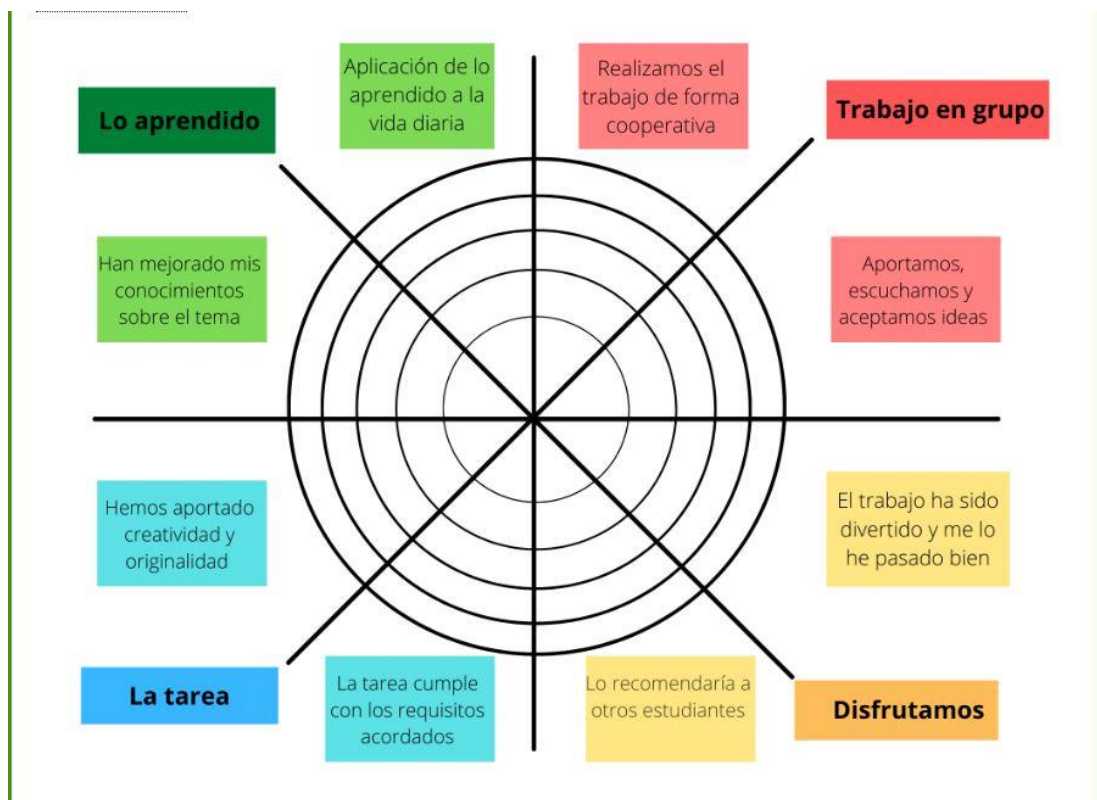 Aplicación de lo
aprendido a la
vida diaria
Realizamos el
trabajo de forma
cooperativa
Lo aprendido
Trabajo en grupo
Han mejorado mis
conocimientos
sobre el tema
Aportamos,
escuchamos y
aceptamos ideas
Hemos aportado
creatividad y
originalidad
El trabajo ha sido
divertido y me lo
he pasado bien
La tarea
La tarea cumple
con los requisitos
acordados
Lo recomendaría a
otros estudiantes
Disfrutamos